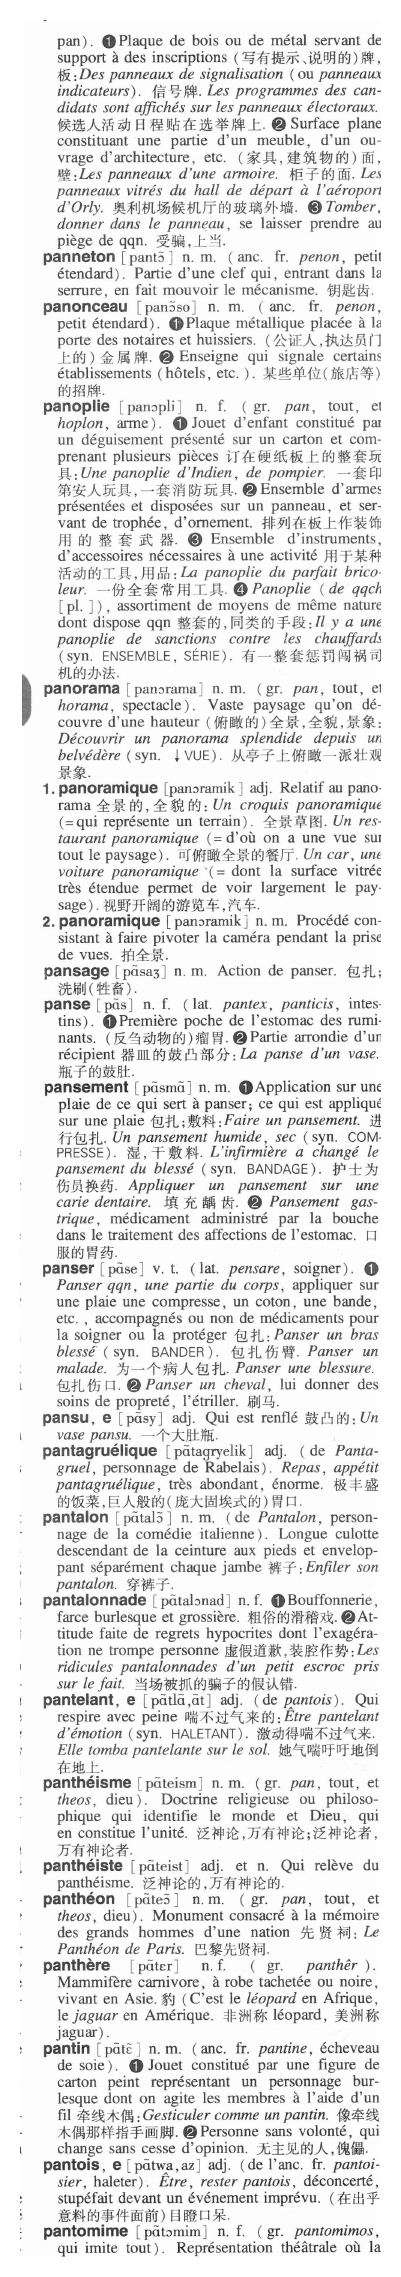 pan). ❶Plaque de bois ou de métal servant de
support à des inscriptions (写有提示、说明的)牌,
板:Des panneaux de signalisation (ou panneaux
indicateurs). 信号牌. Les programmes des can-
didats sont affichés sur les panneaux électoraux.
候选人活动日程贴在选举牌上. ❷ Surface plane
constituant une partie d'un meuble, d'un ou-
vrage d'architecture, etc. (家具,建筑物的)面,
壁:Les panneaux d'une armoire. 柜子的面. Les
panneaux vitrés du hall de départ à l'aéroport
d'Orly. 奥利机场候机厅的玻璃外墙. ❸ Tomber,
donner dans le panneau, se laisser prendre au
piège de qqn. 受骗,上当.
panneton [pantɔ̃] n. m. (anc. fr. penon, petit
étendard). Partie d'une clef qui, entrant dans la
serrure, en fait mouvoir le mécanisme. 钥匙齿.
panonceau [panɔ̃so] n. m. (anc. fr. penon,
petit étendard). ❶Plaque métallique placée à la
porte des notaires et huissiers. (公证人,执达员门
上的)金属牌. ❷ Enseigne qui signale certains
établissements (hôtels, etc.). 某些单位(旅店等)
的招牌.
panoplie [panɔpli] n. f. (gr. pan, tout, et
hoplon, arme). ❶ Jouet d'enfant constitué par
un déguisement présenté sur un carton et com-
prenant plusieurs pièces 订在硬纸板上的整套玩
具:Une panoplie d'Indien, de pompier. 一套印
第安人玩具,一套消防玩具. ❷ Ensemble d'armes
présentées et disposées sur un panneau, et ser-
vant de trophée, d'ornement. 排列在板上作装饰
用的整套武器. ❸ Ensemble d'instruments,
d'accessoires nécessaires à une activité 用于某种
活动的工具,用品:La panoplie du parfait brico-
leur. 一份全套常用工具. ❹ Panoplie (de qqch
[pl.]), assortiment de moyens de même nature
dont dispose qqn 整套的,同类的手段:Il y a une
panoplie de sanctions contre les chauffards
(syn. ENSEMBLE, SÉRIE). 有一整套惩罚闯祸司
机的办法.
panorama [panɔrama] n. m. (gr. pan, tout, et
horama, spectacle). Vaste paysage qu'on dé-
couvre d'une hauteur (俯瞰的)全景,全貌,景象:
Découvrir un panorama splendide depuis un
belvédère (syn. ↓VUE). 从亭子上俯瞰一派壮观
景象.
1. panoramique [panɔramik] adj. Relatif au pano-
rama 全景的,全貌的: Un croquis panoramique
(=qui représente un terrain). 全景草图. Un res-
taurant panoramique (=d'où on a une vue sur
tout le paysage). 可俯瞰全景的餐厅. Un car, une
voiture panoramique (= dont la surface vitrée
très étendue permet de voir largement le pay-
sage). 视野开阔的游览车,汽车.
2. panoramique [panɔramik] n. m. Procédé con-
sistant à faire pivoter la caméra pendant la prise
de vues. 拍全景.
pansage [pɑ̃saʒ] n. m. Action de panser. 包扎;
洗刷(牲畜).
panse [pɑ̃s] n. f. (lat. pantex, panticis, intes-
tins). ❶Première poche de l'estomac des rumi-
nants. (反刍动物的)瘤胃. ❷Partie arrondie d'un
récipient 器皿的鼓凸部分: La panse d'un vase.
瓶子的鼓肚.
pansement [pɑ̃smɑ̃] n. m. ❶Application sur une
plaie de ce qui sert à panser; ce qui est appliqué
sur une plaie 包扎;敷料:Faire un pansement. 进
行包扎. Un pansement humide, sec (syn. COM-
PRESSE). 湿,干敷料. L'infirmière a changé le
pansement du blessé (syn. BANDAGE). 护士为
伤员换药. Appliquer un pansement sur une
carie dentaire. 填充龋齿. ❷ Pansement gas-
trique, médicament administré par la bouche
dans le traitement des affections de l'estomac. 口
服的胃药.
panser [pɑ̃se] v. t. (lat. pensare, soigner). ❶
Panser qqn, une partie du corps, appliquer sur
une plaie une compresse, un coton, une bande,
etc., accompagnés ou non de médicaments pour
la soigner ou la protéger 包扎: Panser un bras
blessé (syn. BANDER). 包扎伤臂. Panser un
malade. 为一个病人包扎. Panser une blessure.
包扎伤口. ❷ Panser un cheval, lui donner des
soins de propreté, l'étriller. 刷马.
pansu, e [pɑ̃sy] adj. Qui est renflé 鼓凸的: Un
vase pansu. 一个大肚瓶.
pantagruélique [pɑ̃tagryelik] adj. (de Panta-
gruel, personnage de Rabelais). Repas, appétit
pantagruélique, très abondant, énorme. 极丰盛
的饭菜,巨人般的(庞大固埃式的)胃口.
pantalon [pɑ̃talɔ̃] n. m. (de Pantalon, person-
nage de la comédie italienne). Longue culotte
descendant de la ceinture aux pieds et envelop-
pant séparément chaque jambe 裤子:Enfiler son
pantalon. 穿裤子.
pantalonnade [pɑ̃talɔnad] n. f. ❶Bouffonnerie,
farce burlesque et grossière. 粗俗的滑稽戏. ❷At-
titude faite de regrets hypocrites dont l'exagéra-
tion ne trompe personne 虚假道歉,装腔作势:Les
ridicules pantalonnades d'un petit escroc pris
sur le fait. 当场被抓的骗子的假认错.
pantelant, e [pɑ̃tlɑ̃,ɑ̃t] adj. (de pantois). Qui
respire avec peine 喘不过气来的:Être pantelant
d'émotion (syn. HALETANT). 激动得喘不过气来.
Elle tomba pantelante sur le sol. 她气喘吁吁地倒
在地上.
panthéisme [pɑ̃teism] n. m. (gr. pan, tout, et
theos, dieu). Doctrine religieuse ou philoso-
phique qui identifie le monde et Dieu, qui
en constitue l'unité. 泛神论,万有神论;泛神论者,
万有神论者.
panthéiste [pɑ̃teist] adj. et n. Qui relève du
panthéisme. 泛神论的,万有神论的.
panthéon [pɑ̃teɔ̃] n. m. (gr. pan, tout, et
theos, dieu). Monument consacré à la mémoire
des grands hommes d'une nation 先贤祠: Le
Panthéon de Paris. 巴黎先贤祠.
panthère [pɑ̃tɛr] n. f. (gr. panthêr).
Mammifère carnivore, à robe tachetée ou noire,
vivant en Asie. 豹 (C'est le léopard en Afrique,
le jaguar en Amérique. 非洲称 léopard, 美洲称
jaguar).
pantin [pɑ̃tɛ̃] n. m. (anc. fr. pantine, écheveau
de soie). ❶ Jouet constitué par une figure de
carton peint représentant un personnage bur-
lesque dont on agite les membres à l'aide d'un
fil 牵线木偶:Gesticuler comme un pantin. 像牵线
木偶那样指手画脚. ❷ Personne sans volonté, qui
change sans cesse d'opinion. 无主见的人,傀儡.
pantois, e [pɑ̃twa,az] adj. (de l'anc. fr. pantoi-
sier, haleter). Être, rester pantois, déconcerté,
stupéfait devant un événement imprévu. (在出乎
意料的事件面前)目瞪口呆.
pantomime [pɑ̃tɔmim] n. f. (gr. pantomimos,
qui imite tout). Représentation théâtrale où la